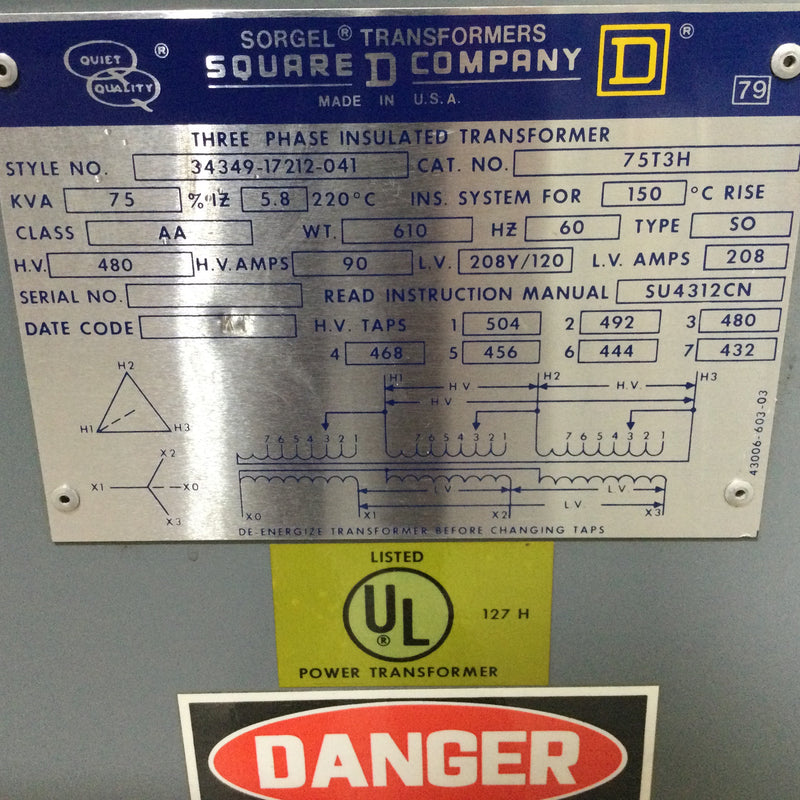 QUIET QUALITY ®
SORGEL® TRANSFORMERS
SQUARE D COMPANY D ®
MADE IN U.S.A.
79
THREE PHASE INSULATED TRANSFORMER
STYLE NO. 34349-17212-041 CAT. NO. 75T3H
KVA 75 % IZ 5.8 220°C INS. SYSTEM FOR 150 °C RISE
CLASS AA WT. 610 HZ 60 TYPE SO
H.V. 480 H.V. AMPS 90 L.V. 208Y/120 L.V. AMPS 208
SERIAL NO. READ INSTRUCTION MANUAL SU4312CN
DATE CODE H.V. TAPS 1 504 2 492 3 480
4 468 5 456 6 444 7 432
H2
H1 H3
H1 H2 H3
H.V. H.V.
H.V.
7 6 5 4 3 2 1 7 6 5 4 3 2 1 7 6 5 4 3 2 1
X2
X1 X0
X3
L.V. L.V.
X0 X1 X2 X3
DE-ENERGIZE TRANSFORMER BEFORE CHANGING TAPS
43006-603-03
LISTED
UL ®
127 H
POWER TRANSFORMER
DANGER